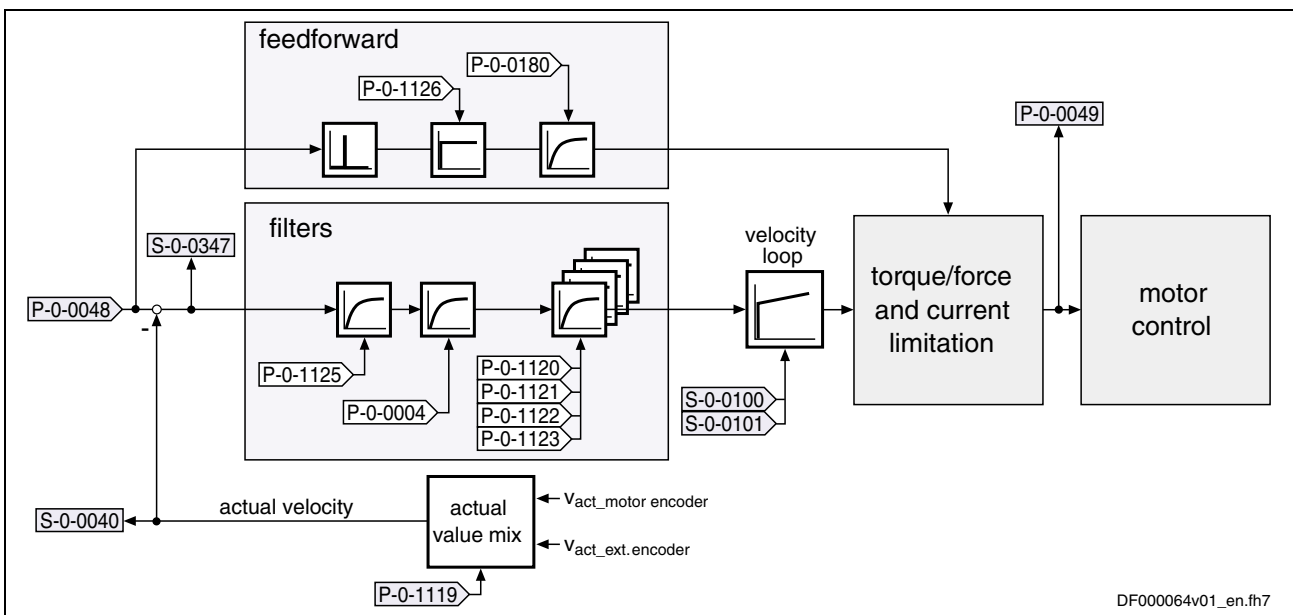 feedforward
P-0-0180
P-0-1126
P-0-0049
filters
S-0-0347
velocity
loop
P-0-0048
-
torque/force
and current
limitation
motor
control
P-0-1125
P-0-0004
P-0-1120
P-0-1121
P-0-1122
P-0-1123
S-0-0100
S-0-0101
S-0-0040
actual velocity
actual
value mix
vact_motor encoder
vact_ext.encoder
P-0-1119
DF000064v01_en.fh7